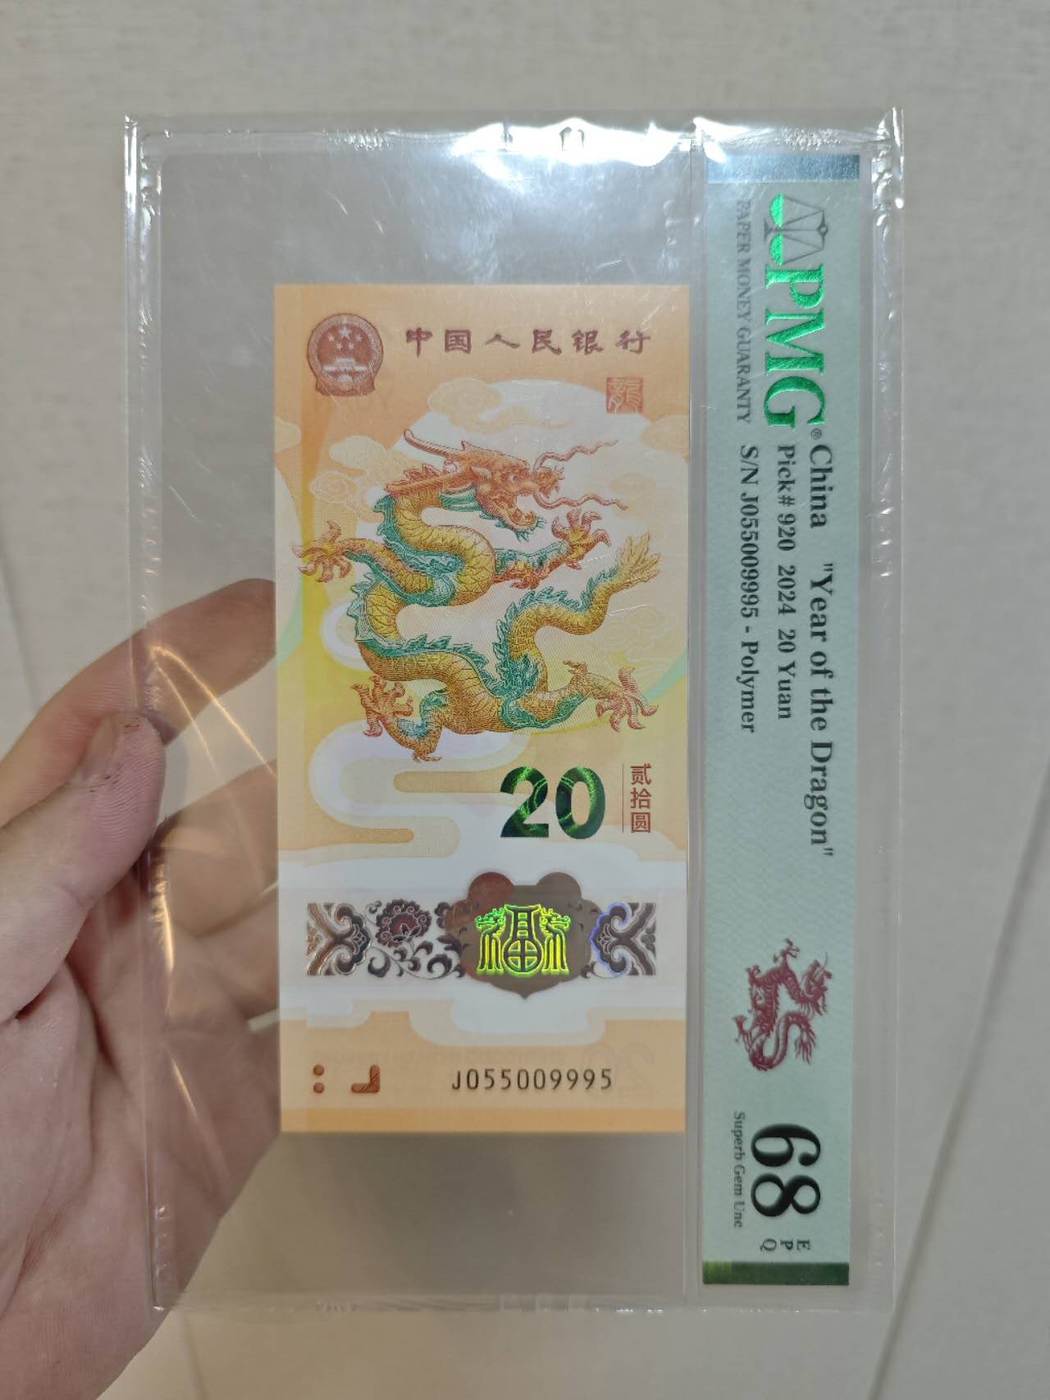 中国人民银行
龍
20
贰拾圆
J055009995
PMG®
PAPER MONEY GUARANTY
China "Year of the Dragon"
Pick# 920 2024 20 Yuan
S/N J055009995 - Polymer
68
EPQ
Superb Gem Unc